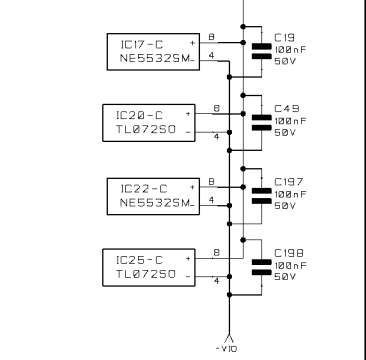 IC17-C + 8
NE5532SM - 4
C19
100nF
50V
IC20-C + 8
TL072SO - 4
C49
100nF
50V
IC22-C + 8
NE5532SM - 4
C197
100nF
50V
IC25-C + 8
TL072SO - 4
C198
100nF
50V
-V10